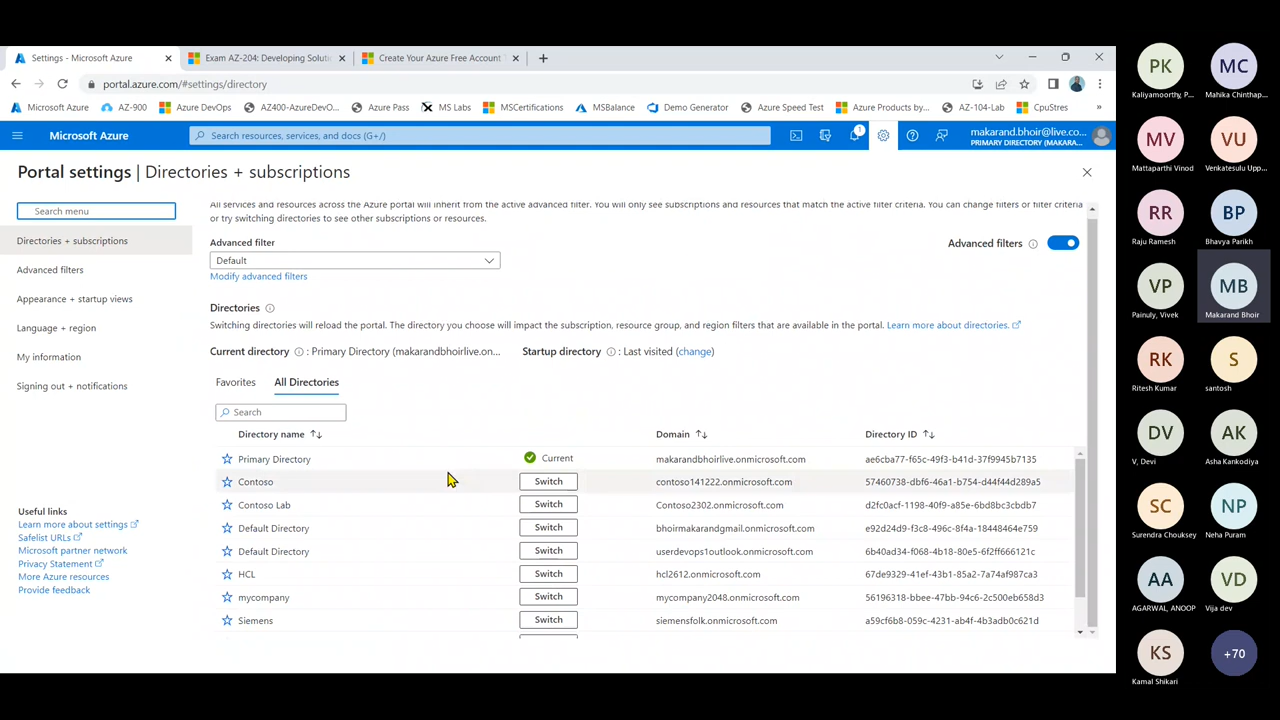 Settings - Microsoft Azure
Exam AZ-204: Developing Soluti
Create Your Azure Free Account
portal.azure.com/#settings/directory
Microsoft Azure
AZ-900
Azure DevOps
AZ400-AzureDevO...
Azure Pass
MS Labs
MSCertifications
MSBalance
Demo Generator
Azure Speed Test
Azure Products by...
AZ-104-Lab
CpuStres
»
Microsoft Azure
Search resources, services, and docs (G+/)
1
makarand.bhoir@live.co...
PRIMARY DIRECTORY (MAKARA...
Portal settings | Directories + subscriptions
Search menu
Directories + subscriptions
Advanced filters
Appearance + startup views
Language + region
My information
Signing out + notifications
Useful links
Learn more about settings
Safelist URLs
Microsoft partner network
Privacy Statement
More Azure resources
Provide feedback
All services and resources across the Azure portal will inherit from the active advanced filter. You will only see subscriptions and resources that match the active filter criteria. You can change filters or filter criteria
or try switching directories to see other subscriptions or resources.
Advanced filter
Advanced filters
Default
Modify advanced filters
Directories
Switching directories will reload the portal. The directory you choose will impact the subscription, resource group, and region filters that are available in the portal. Learn more about directories.
Current directory : Primary Directory (makarandbhoirlive.on...
Startup directory : Last visited (change)
Favorites
All Directories
Search
Directory name Domain Directory ID
Primary Directory Current makarandbhoirlive.onmicrosoft.com ae6cba77-f65c-49f3-b41d-37f9945b7135
Contoso Switch contoso141222.onmicrosoft.com 57460738-dbf6-46a1-b754-d44f44d289a5
Contoso Lab Switch Contoso2302.onmicrosoft.com d2fc0acf-1198-40f9-a85e-6bd8bc3cbdb7
Default Directory Switch bhoirmakarandgmail.onmicrosoft.com e92d24d9-f3c8-496c-8f4a-18448464e759
Default Directory Switch userdevops1outlook.onmicrosoft.com 6b40ad34-f068-4b18-80e5-6f2ff666121c
HCL Switch hcl2612.onmicrosoft.com 67de9329-41ef-43b1-85a2-7a74af987ca3
mycompany Switch mycompany2048.onmicrosoft.com 56196318-bbee-47bb-94c6-2c500eb658d3
Siemens Switch siemensfolk.onmicrosoft.com a59cf6b8-059c-4231-ab4f-4b3adb0c621d
PK
Kaliyamoorthy, P...
MC
Mahika Chinthap...
MV
Mattaparthi Vinod
VU
Venkatesulu Upp...
RR
Raju Ramesh
BP
Bhavya Parikh
VP
Painuly, Vivek
MB
Makarand Bhoir
RK
Ritesh Kumar
S
santosh
DV
V, Devi
AK
Asha Kankodiya
SC
Surendra Chouksey
NP
Neha Puram
AA
AGARWAL, ANOOP
VD
Vija dev
KS
Kamal Shikari
+70